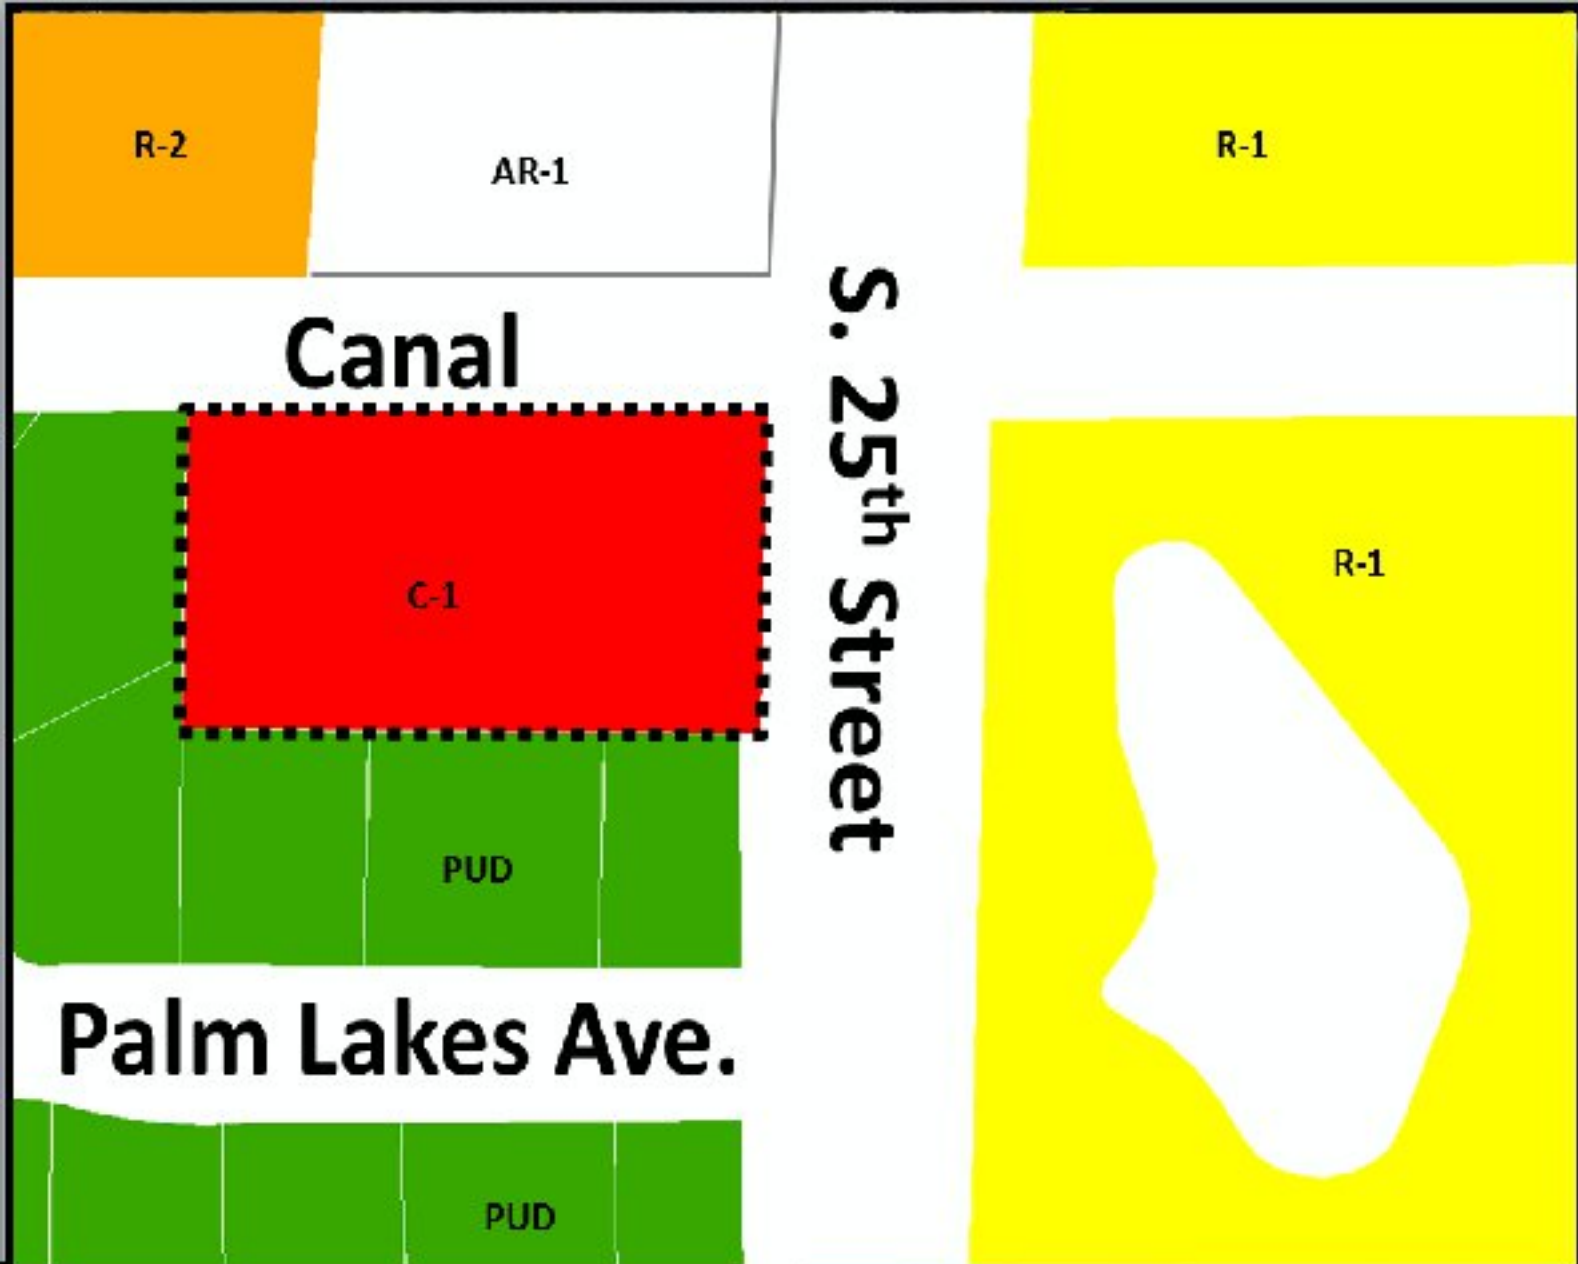 R-2
AR-1
R-1
Canal
S. 25th Street
C-1
R-1
PUD
Palm Lakes Ave.
PUD